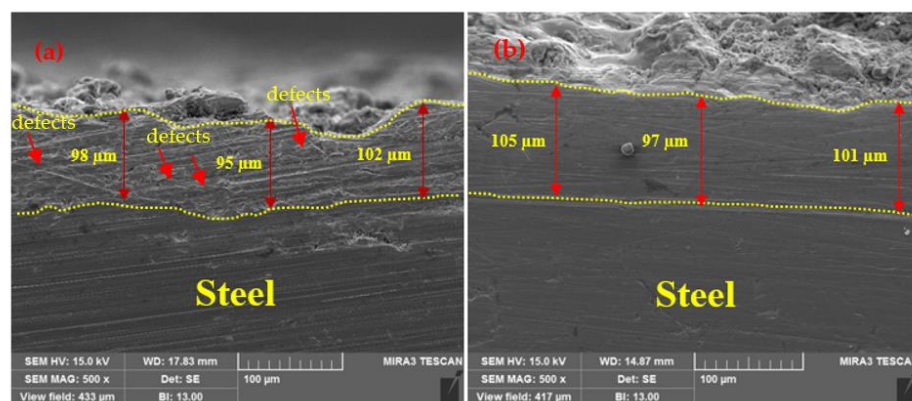 (a)
defects
defects
defects
98 µm
95 µm
102 µm
Steel
SEM HV: 15.0 kV
WD: 17.83 mm
MIRA3 TESCAN
SEM MAG: 500 x
Det: SE
100 µm
View field: 433 µm
BI: 13.00
(b)
105 µm
97 µm
101 µm
Steel
SEM HV: 15.0 kV
WD: 14.87 mm
MIRA3 TESCAN
SEM MAG: 500 x
Det: SE
100 µm
View field: 417 µm
BI: 13.00